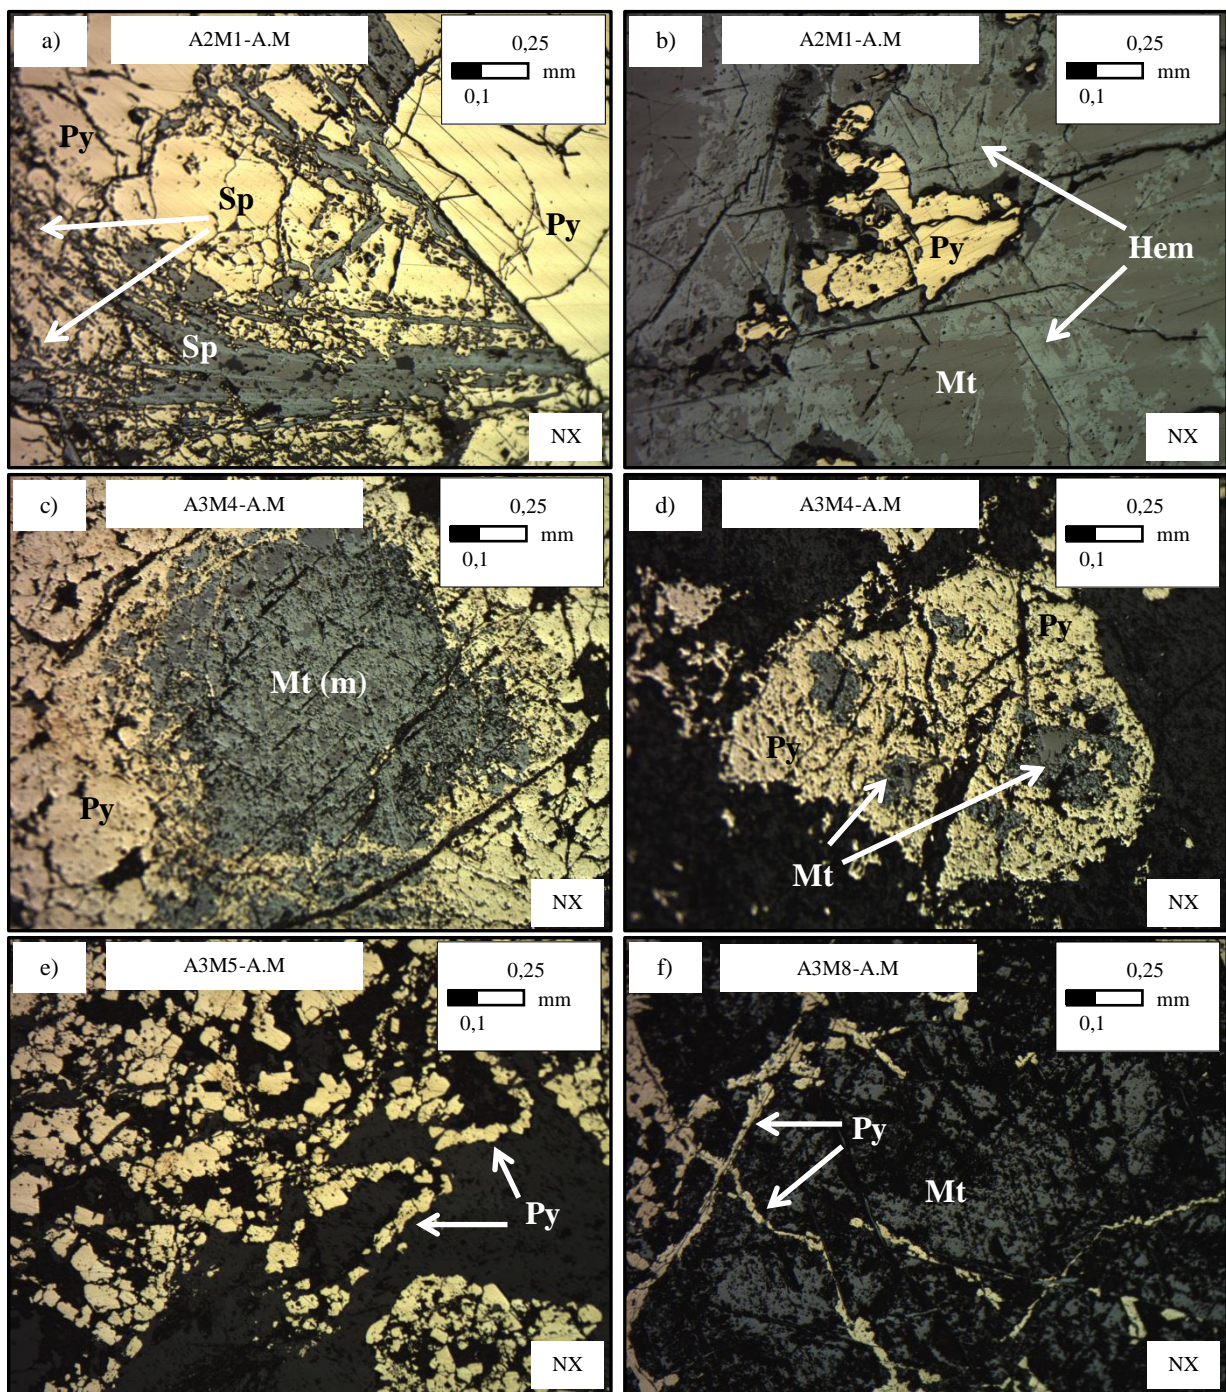 a)
A2M1-A.M
0,25
mm
0,1
Py
Sp
Py
Sp
NX
b)
A2M1-A.M
0,25
mm
0,1
Py
Hem
Mt
NX
c)
A3M4-A.M
0,25
mm
0,1
Mt (m)
Py
NX
d)
A3M4-A.M
0,25
mm
0,1
Py
Py
Mt
NX
e)
A3M5-A.M
0,25
mm
0,1
Py
NX
f)
A3M8-A.M
0,25
mm
0,1
Py
Mt
NX